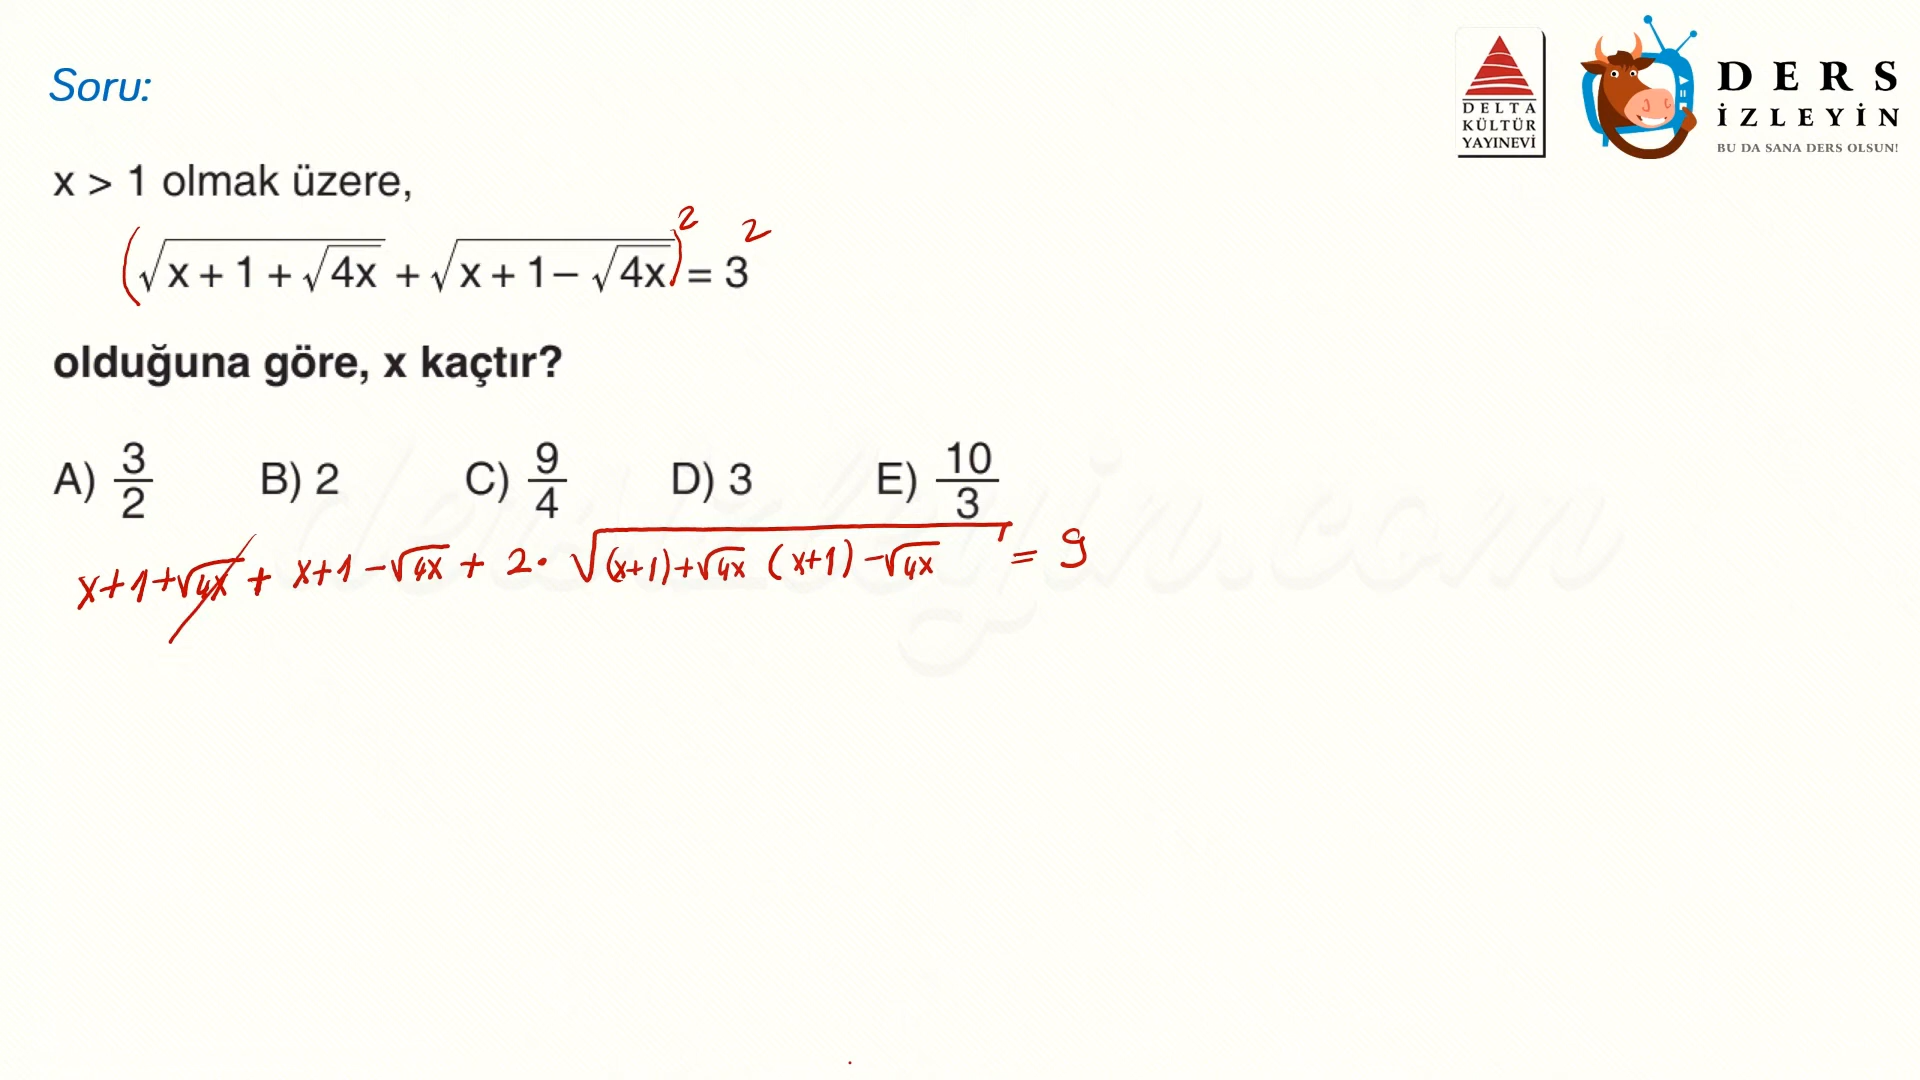 Soru:
DELTA
KÜLTÜR
YAYINEVİ
DERS
İZLEYİN
BU DA SANA DERS OLSUN!
x > 1 olmak üzere,
(√(x + 1 + √(4x)) + √(x + 1 – √(4x)))² = 3²
olduğuna göre, x kaçtır?
A) 3/2 B) 2 C) 9/4 D) 3 E) 10/3
x+1+√4x + x+1-√4x + 2·√((x+1)+√4x (x+1)-√4x) = 9
dersizleyin.com